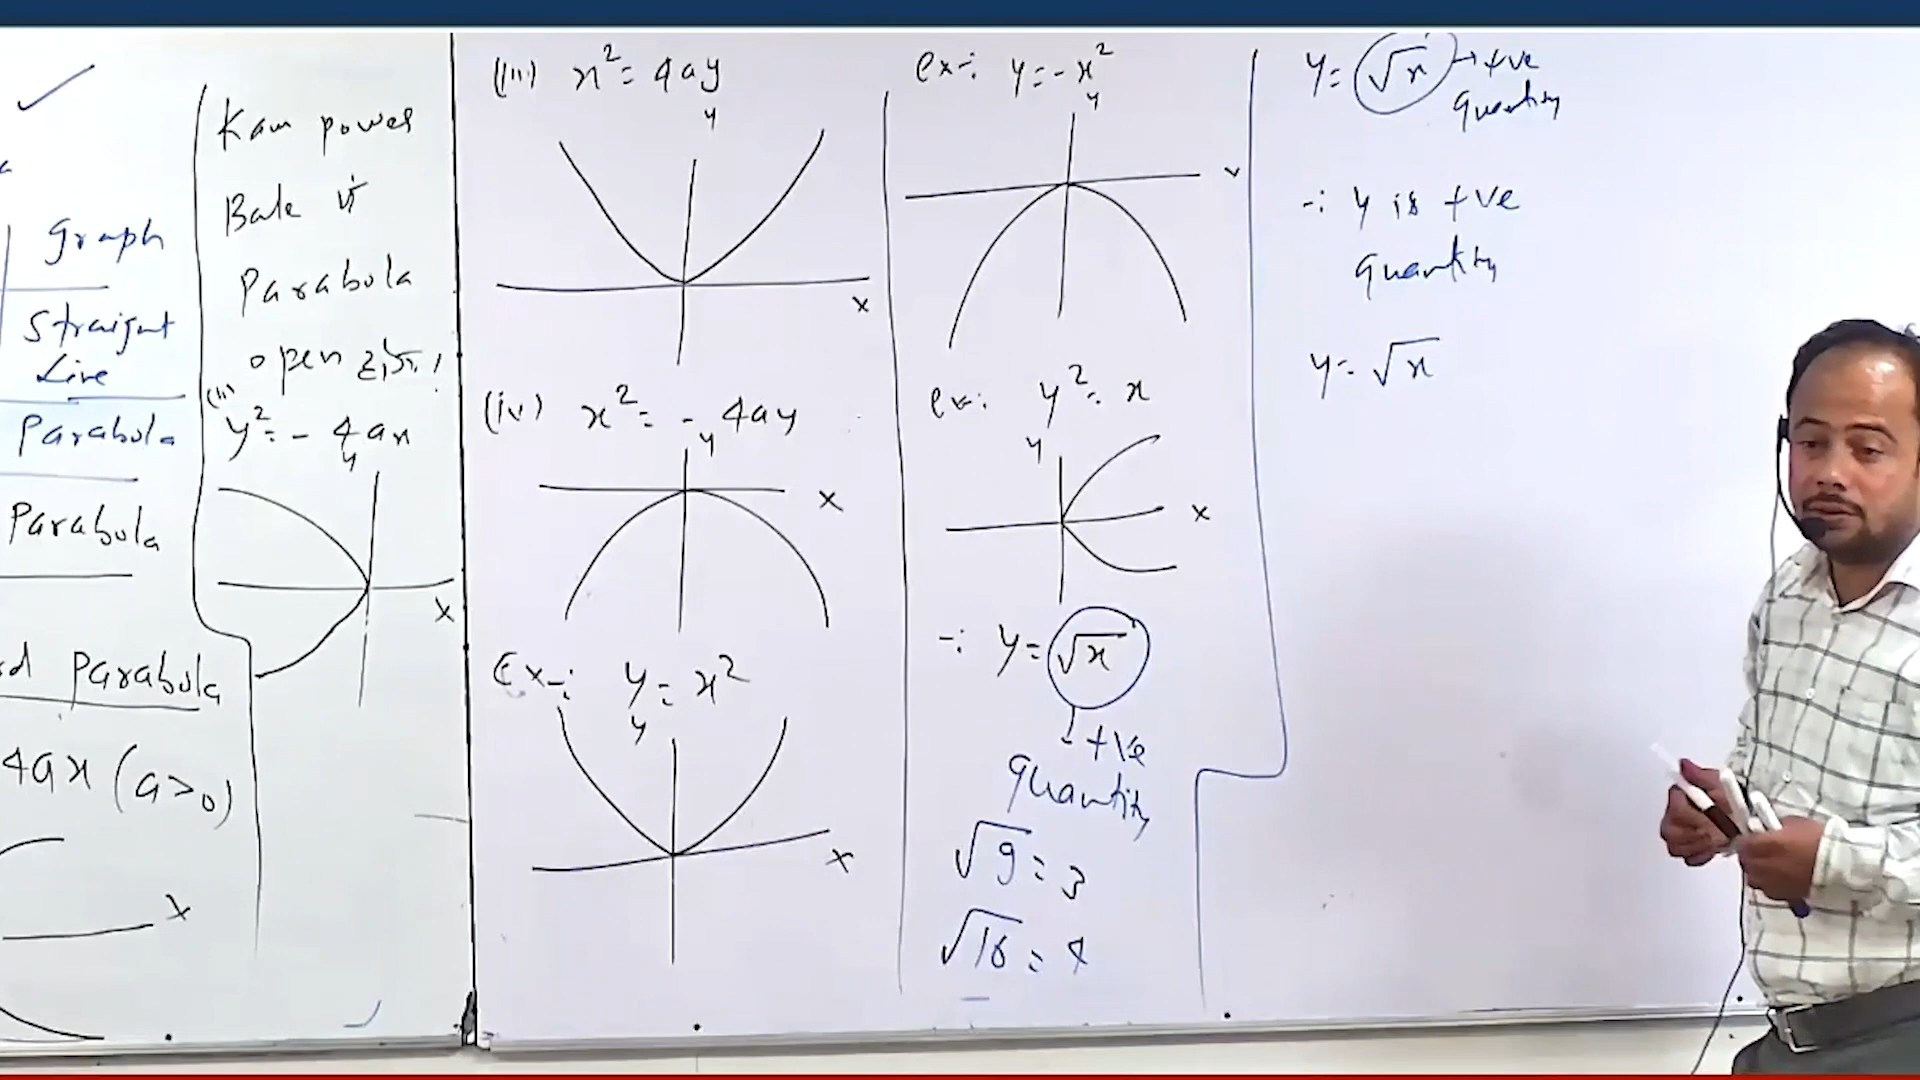 Graph
Straight
Line
Parabola
Parabola
Parabola
4ax (a>0)
x
Kam power
Bale
Parabola
open होगा!
(ii)
y² = - 4ax
y
x
(iii) x² = 4ay
y
x
(iv) x² = - 4ay
y
x
Ex-: y = x²
y
x
ex-: y = - x²
y
ex: y² = x
y
x
-: y = √x
→ +ve
quantity
√9 = 3
√16 = 4
y = √x → +ve
quantity
-: y is +ve
quantity
y = √x